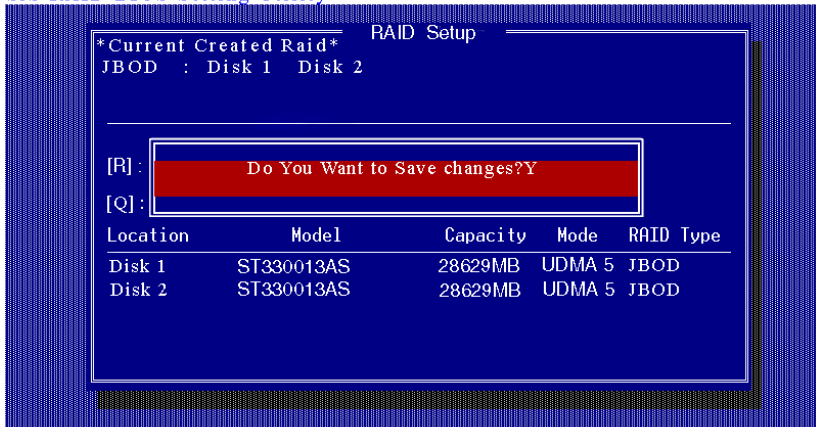 RAID Setup
*Current Created Raid*
JBOD : Disk 1 Disk 2
[R] :
Do You Want to Save changes?Y
[Q] :
Location Model Capacity Mode RAID Type
Disk 1 ST330013AS 28629MB UDMA 5 JBOD
Disk 2 ST330013AS 28629MB UDMA 5 JBOD